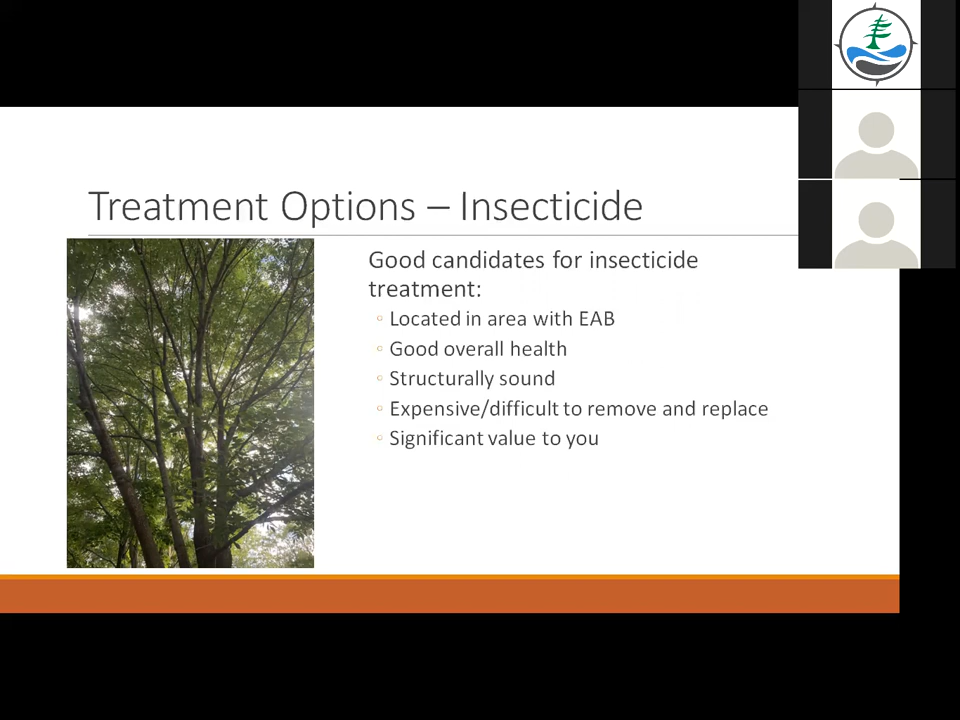 Treatment Options – Insecticide
Good candidates for insecticide
treatment:
◦ Located in area with EAB
◦ Good overall health
◦ Structurally sound
◦ Expensive/difficult to remove and replace
◦ Significant value to you